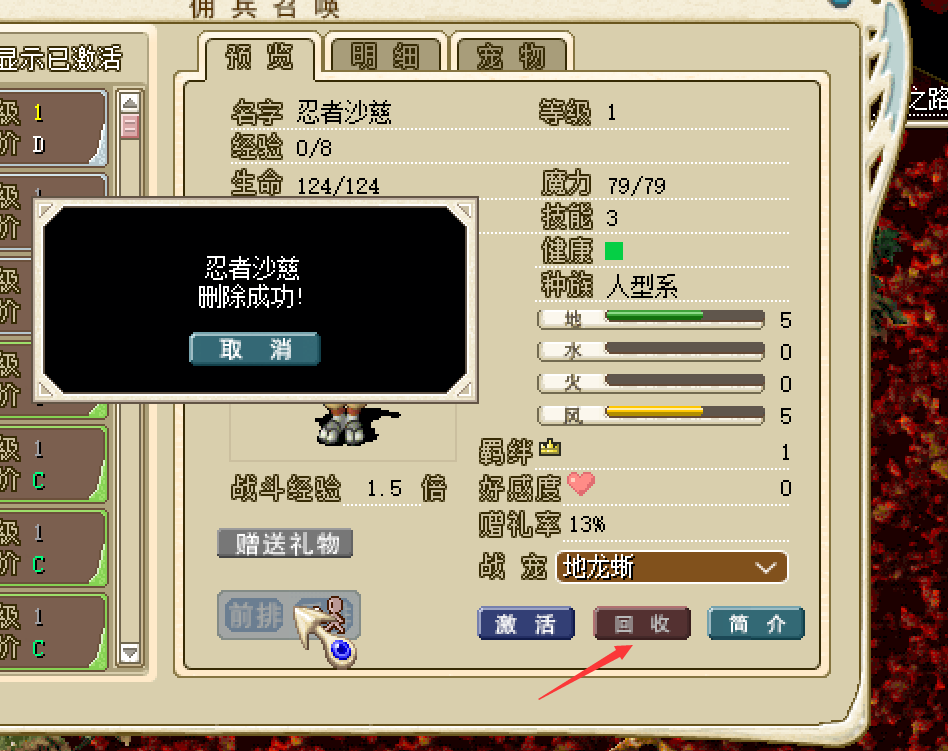 佣兵召唤
显示已激活
预览
明细
宠物
之路
级 1
阶 D
级 1
阶
级
阶
级
阶
级 1
阶 C
级 1
阶 C
级 1
阶 C
名字 忍者沙慈
等级 1
经验 0/8
生命 124/124
魔力 79/79
技能 3
健康
种族 人型系
地 5
水 0
火 0
风 5
忍者沙慈
删除成功!
取消
羁绊 1
战斗经验 1.5 倍
好感度 0
赠礼率 13%
赠送礼物
战宠 地龙蜥
前排
激活
回收
简介